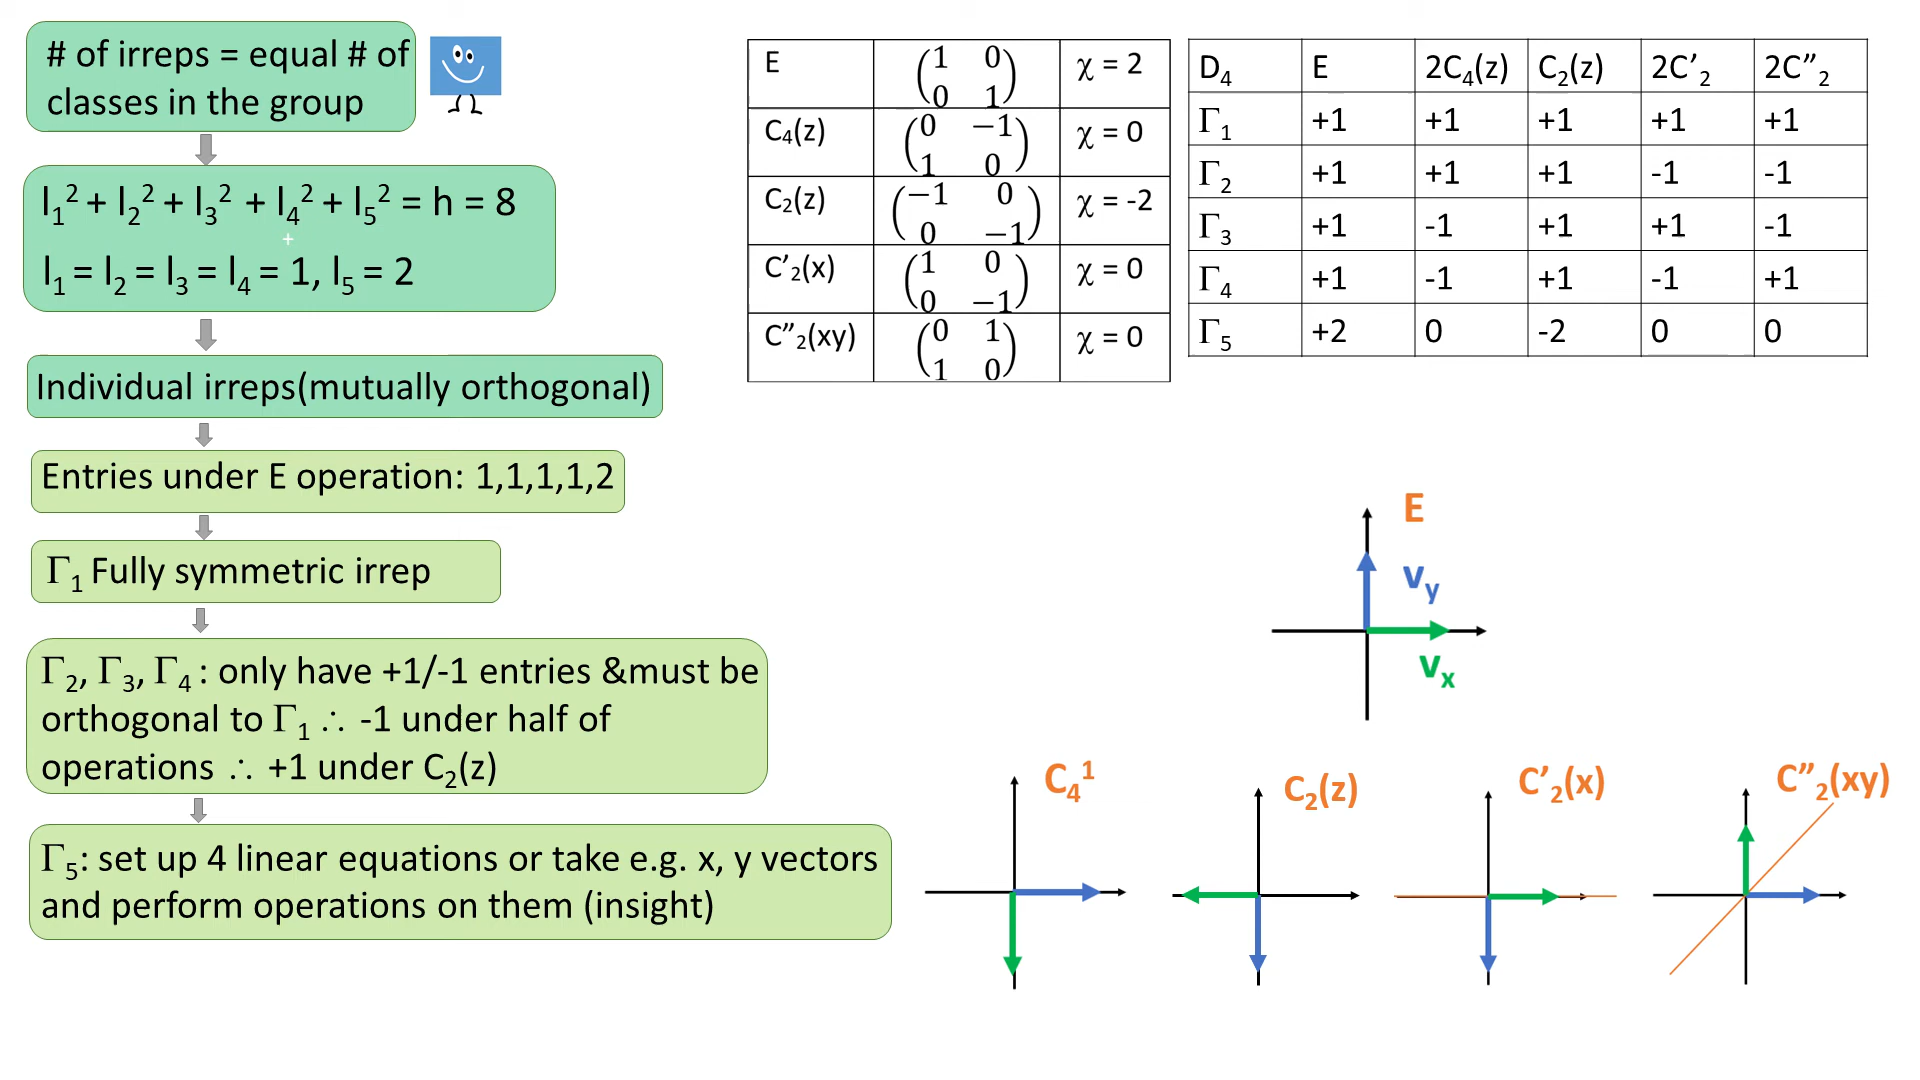 # of irreps = equal # of
classes in the group
l₁² + l₂² + l₃² + l₄² + l₅² = h = 8
l₁ = l₂ = l₃ = l₄ = 1, l₅ = 2
Individual irreps(mutually orthogonal)
Entries under E operation: 1,1,1,1,2
Γ₁ Fully symmetric irrep
Γ₂, Γ₃, Γ₄ : only have +1/-1 entries &must be
orthogonal to Γ₁ ∴ -1 under half of
operations ∴ +1 under C₂(z)
Γ₅: set up 4 linear equations or take e.g. x, y vectors
and perform operations on them (insight)
E (1 0 χ = 2
0 1)
C₄(z) (0 −1 χ = 0
1 0)
C₂(z) (−1 0 χ = -2
0 −1)
C’₂(x) (1 0 χ = 0
0 −1)
C”₂(xy) (0 1 χ = 0
1 0)
D₄ E 2C₄(z) C₂(z) 2C’₂ 2C”₂
Γ₁ +1 +1 +1 +1 +1
Γ₂ +1 +1 +1 -1 -1
Γ₃ +1 -1 +1 +1 -1
Γ₄ +1 -1 +1 -1 +1
Γ₅ +2 0 -2 0 0
E
vᵧ
vₓ
C₄¹
C₂(z)
C’₂(x)
C”₂(xy)